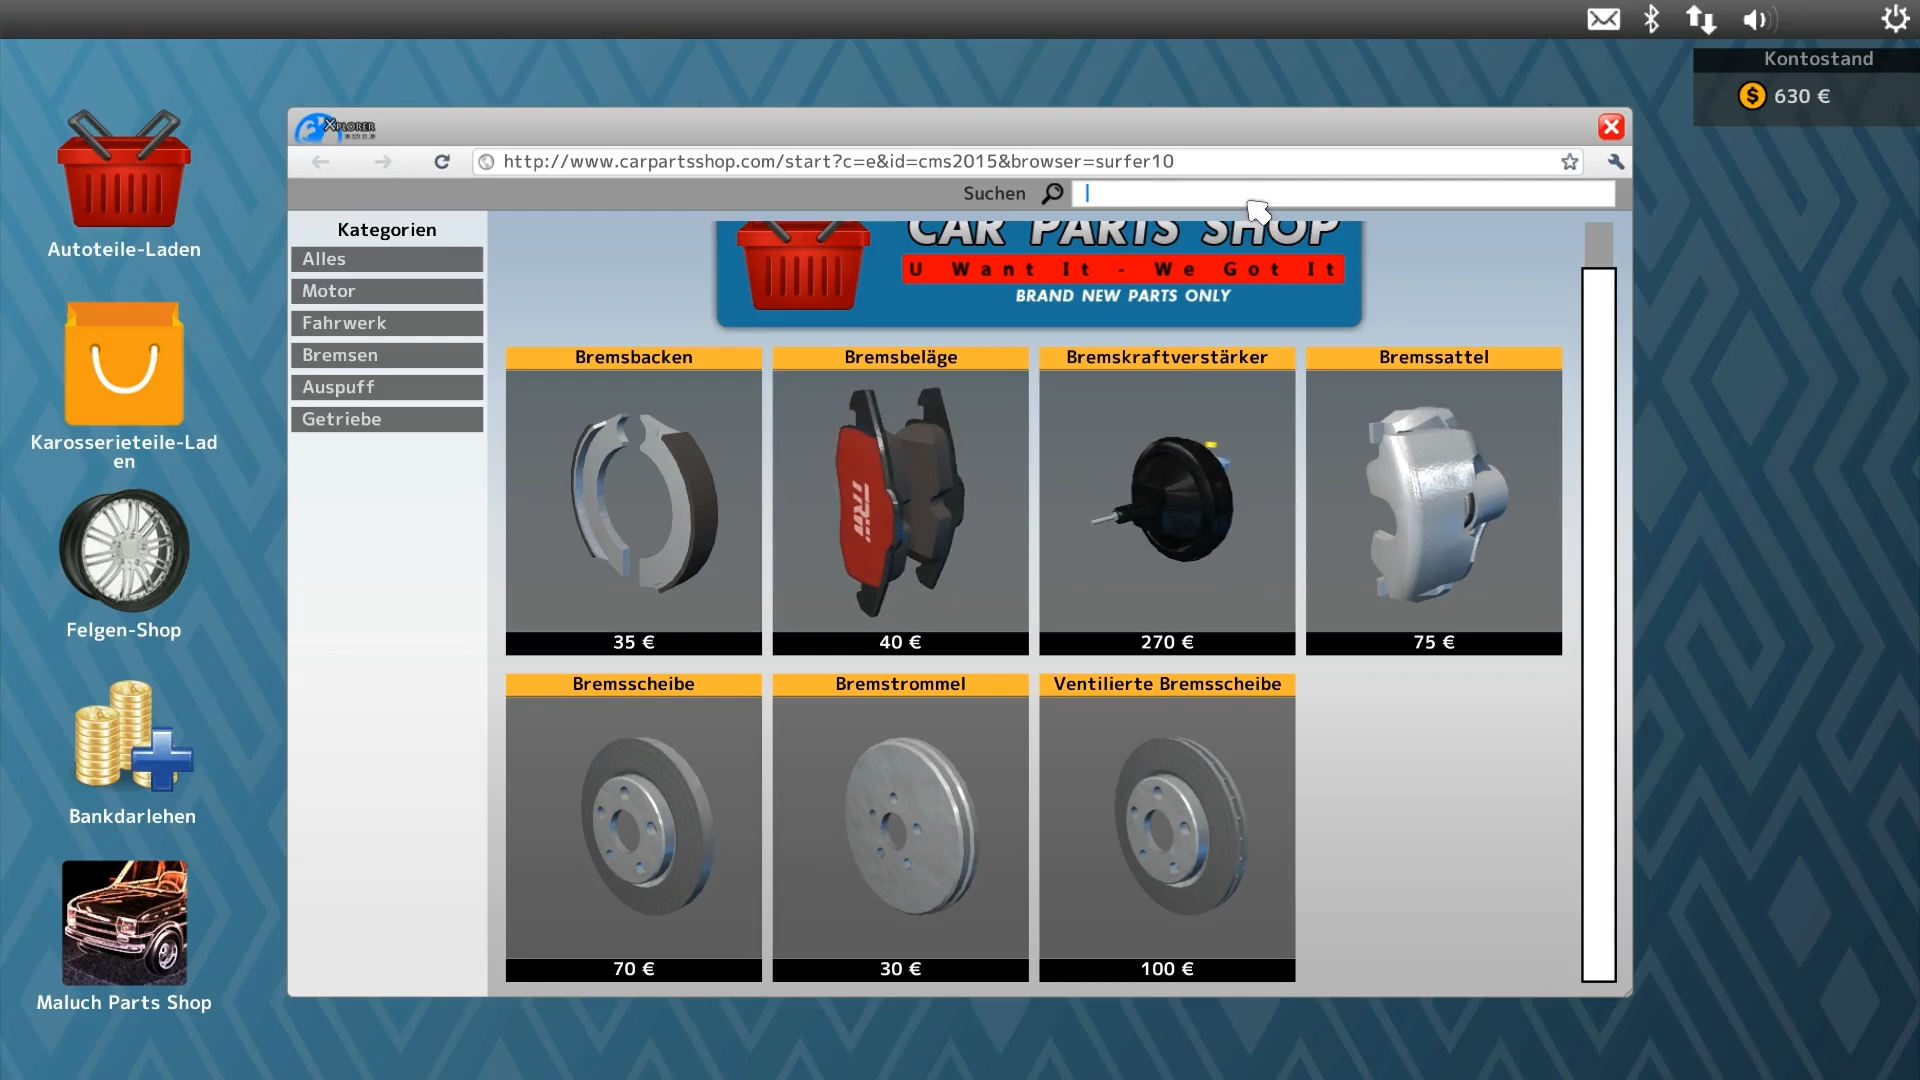 Kontostand
630 €
Autoteile-Laden
Karosserieteile-Lad
en
Felgen-Shop
Bankdarlehen
Maluch Parts Shop
XPLORER
http://www.carpartsshop.com/start?c=e&id=cms2015&browser=surfer10
Suchen
Kategorien
Alles
Motor
Fahrwerk
Bremsen
Auspuff
Getriebe
CAR PARTS SHOP
U Want It - We Got It
BRAND NEW PARTS ONLY
Bremsbacken
35 €
Bremsbeläge
TRW
40 €
Bremskraftverstärker
270 €
Bremssattel
75 €
Bremsscheibe
70 €
Bremstrommel
30 €
Ventilierte Bremsscheibe
100 €